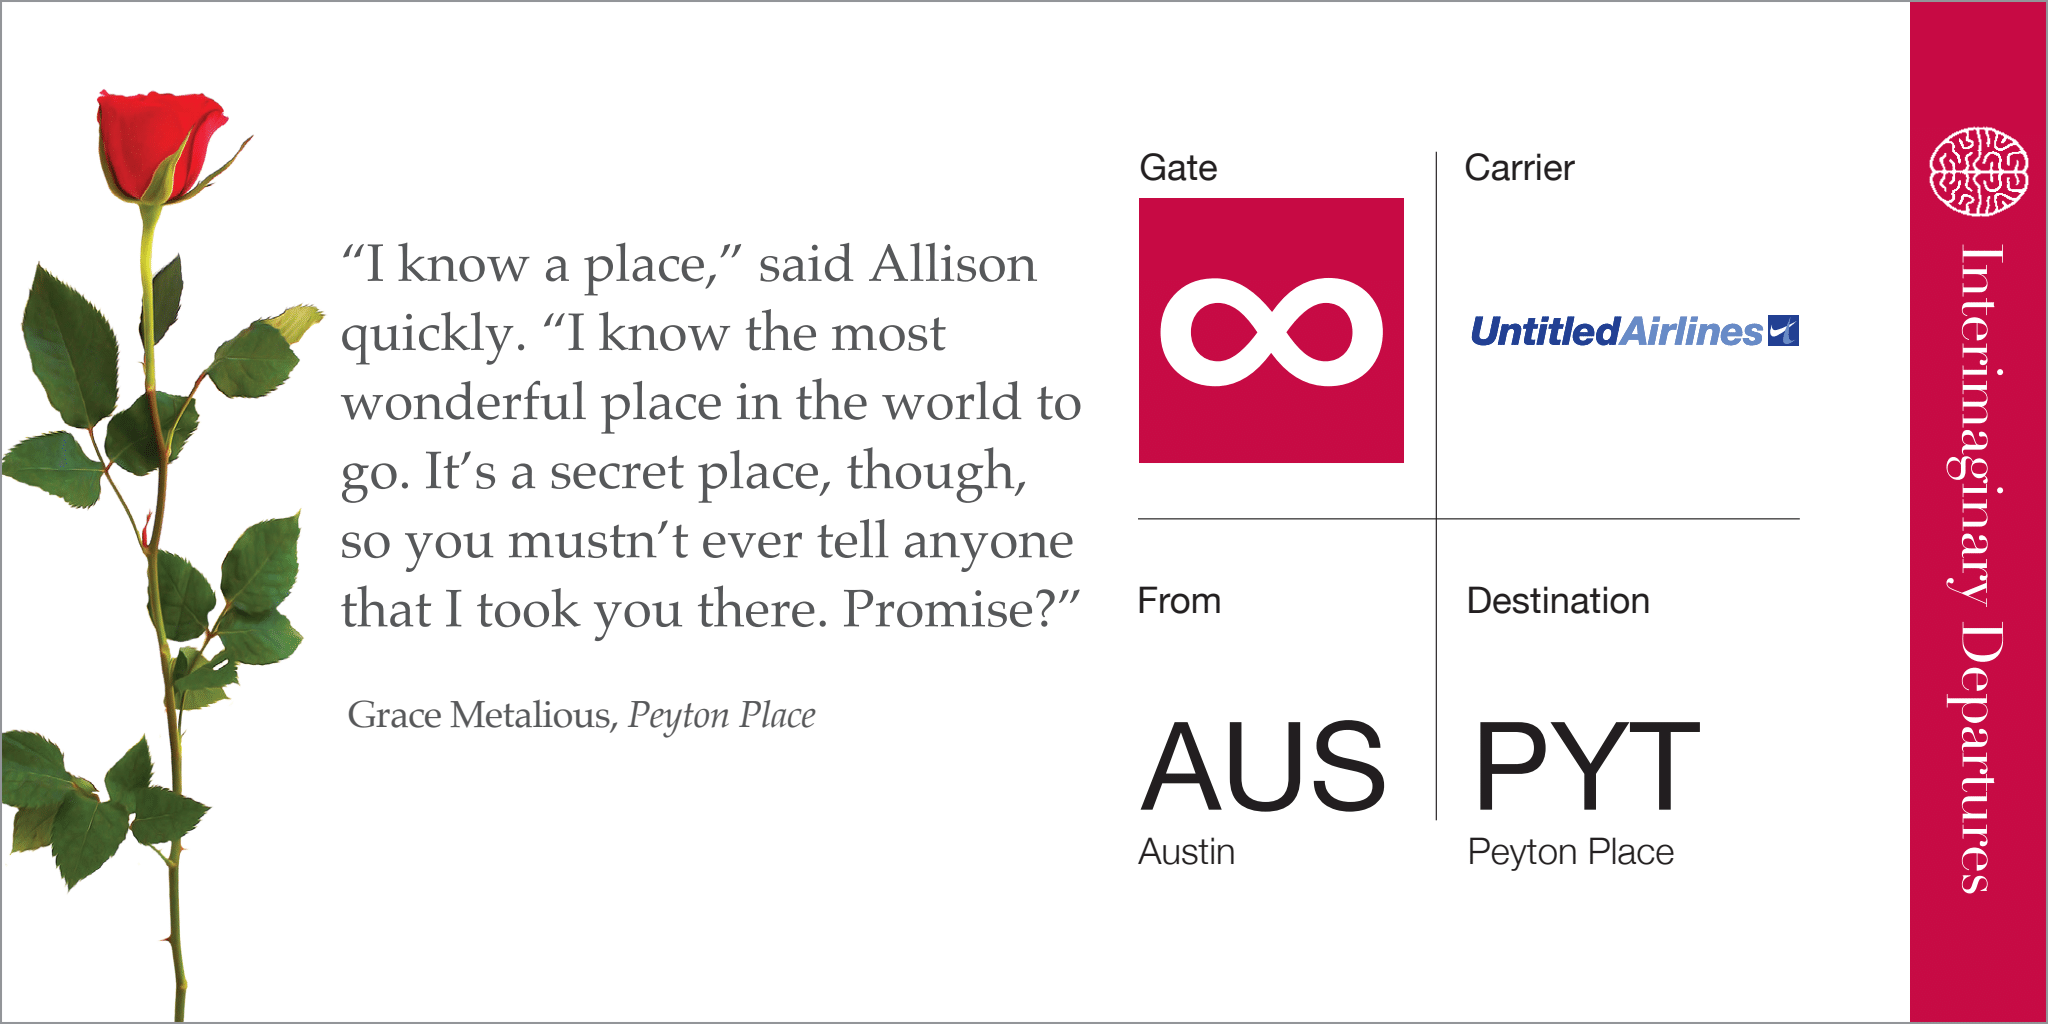 “I know a place,” said Allison
quickly. “I know the most
wonderful place in the world to
go. It’s a secret place, though,
so you mustn’t ever tell anyone
that I took you there. Promise?”
Grace Metalious, Peyton Place
Gate
∞
Carrier
UntitledAirlines
From
AUS
Austin
Destination
PYT
Peyton Place
Interimaginary Departures